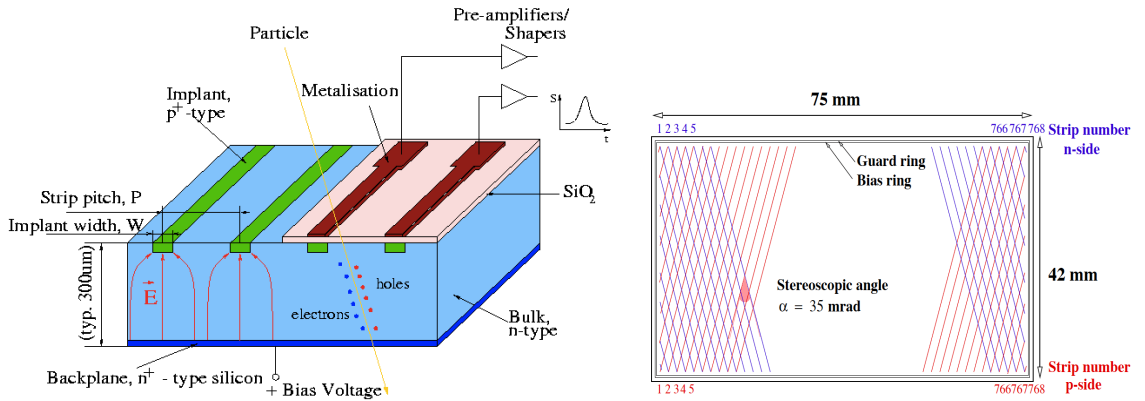 Pre-amplifiers/
Shapers
Particle
Metalisation
Implant,
p+ -type
S
t
Strip pitch, P
Implant width, W
SiO2
(typ. 300um)
E
holes
electrons
Bulk,
n-type
Backplane, n+ - type silicon
+ Bias Voltage
75 mm
1 2 3 4 5
766767768
Strip number
n-side
Guard ring
Bias ring
Stereoscopic angle
α = 35 mrad
42 mm
1 2 3 4 5
766767768
Strip number
p-side